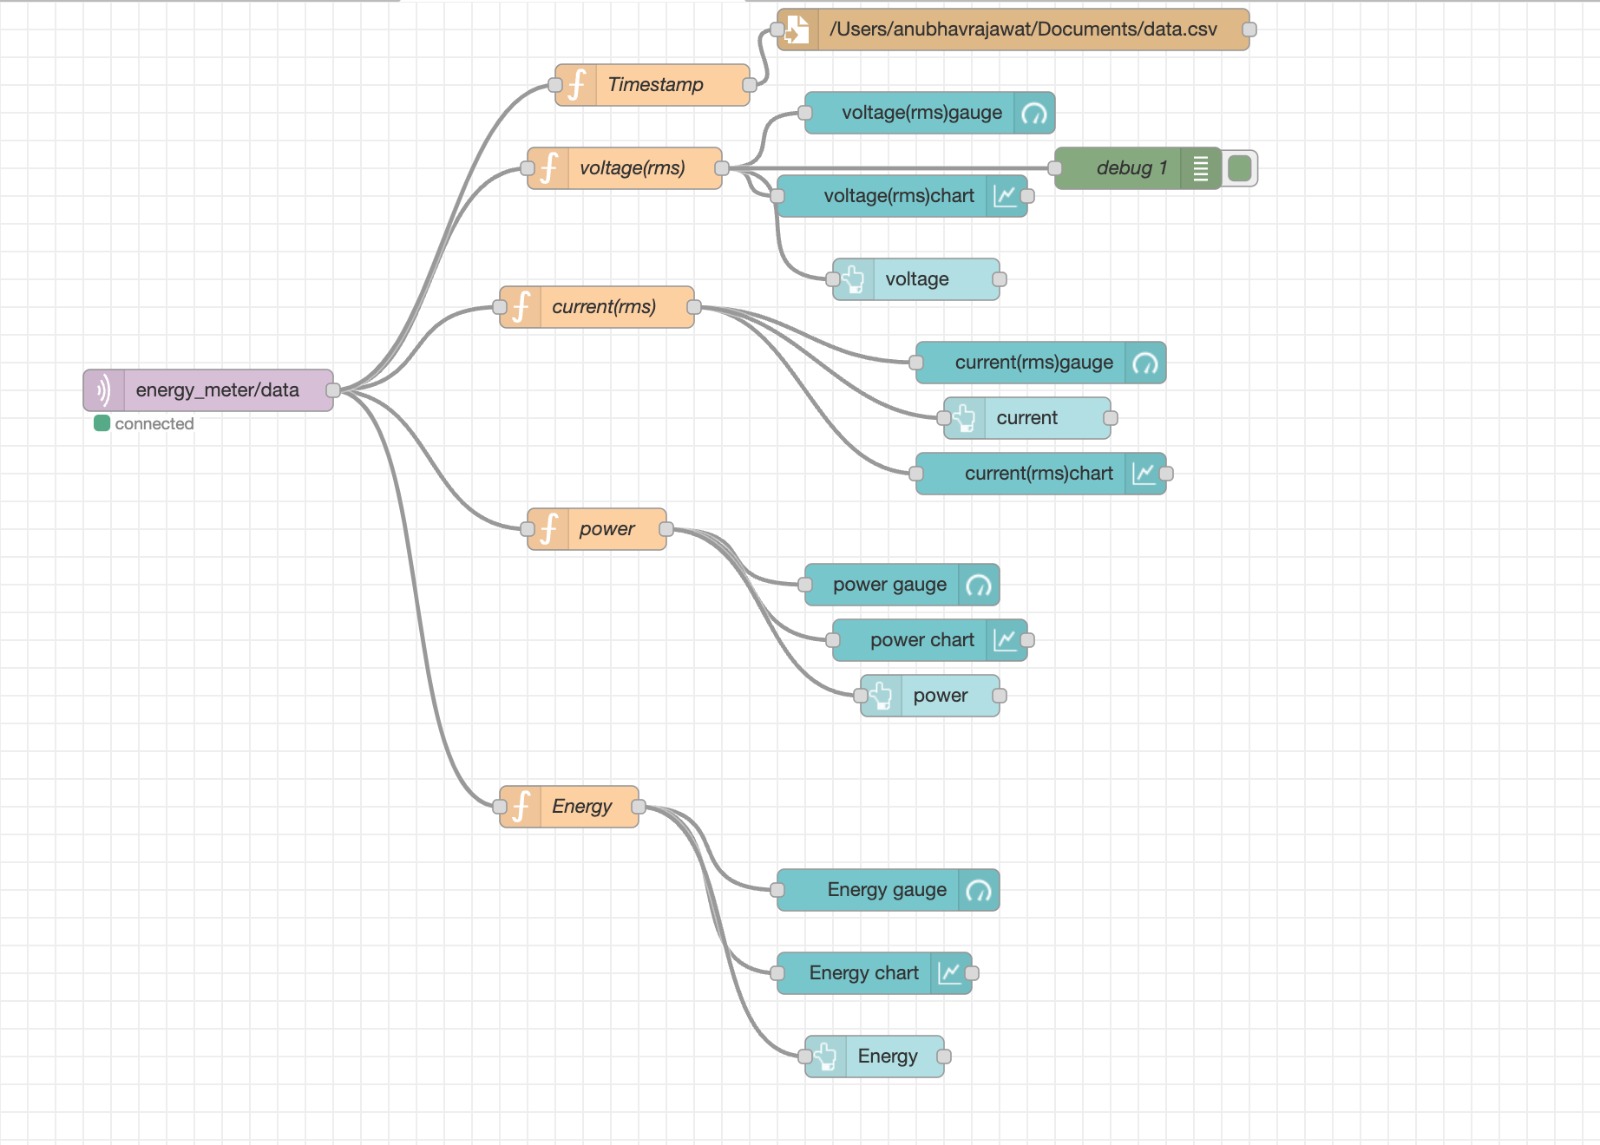 /Users/anubhavrajawat/Documents/data.csv
Timestamp
voltage(rms)gauge
voltage(rms)
debug 1
voltage(rms)chart
voltage
current(rms)
current(rms)gauge
energy_meter/data
connected
current
current(rms)chart
power
power gauge
power chart
power
Energy
Energy gauge
Energy chart
Energy